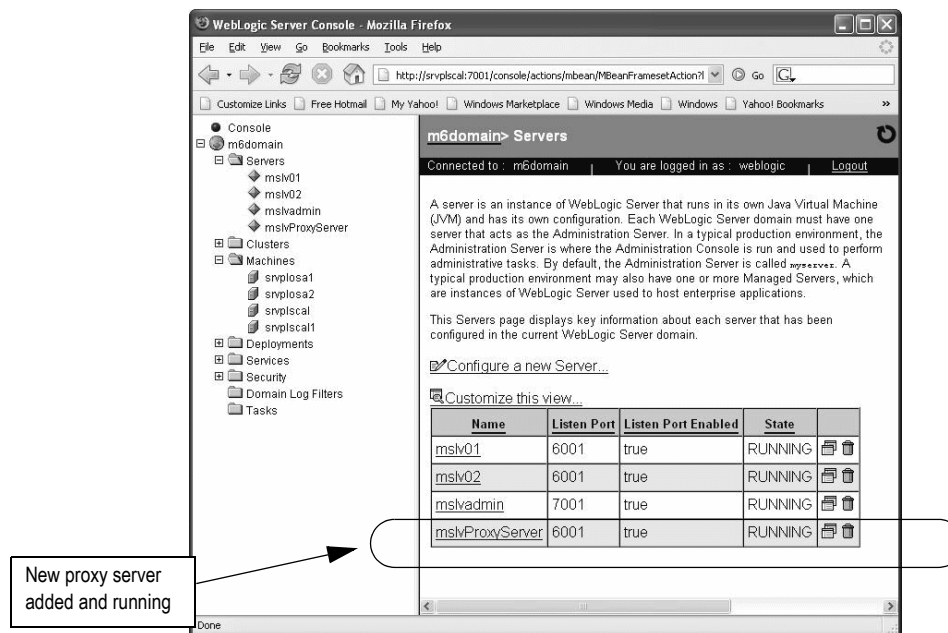 WebLogic Server Console - Mozilla Firefox
File Edit View Go Bookmarks Tools Help
http://srvplscal:7001/console/actions/mbean/MBeanFramesetAction?l Go G
Customize Links Free Hotmail My Yahoo! Windows Marketplace Windows Media Windows Yahoo! Bookmarks »
Console
m6domain
Servers
mslv01
mslv02
mslvadmin
mslvProxyServer
Clusters
Machines
srvplosa1
srvplosa2
srvplscal
srvplscal1
Deployments
Services
Security
Domain Log Filters
Tasks
m6domain> Servers
Connected to : m6domain You are logged in as : weblogic Logout
A server is an instance of WebLogic Server that runs in its own Java Virtual Machine
(JVM) and has its own configuration. Each WebLogic Server domain must have one
server that acts as the Administration Server. In a typical production environment, the
Administration Server is where the Administration Console is run and used to perform
administrative tasks. By default, the Administration Server is called myserver. A
typical production environment may also have one or more Managed Servers, which
are instances of WebLogic Server used to host enterprise applications.
This Servers page displays key information about each server that has been
configured in the current WebLogic Server domain.
Configure a new Server...
Customize this view...
Name Listen Port Listen Port Enabled State
mslv01 6001 true RUNNING
mslv02 6001 true RUNNING
mslvadmin 7001 true RUNNING
mslvProxyServer 6001 true RUNNING
New proxy server
added and running
Done